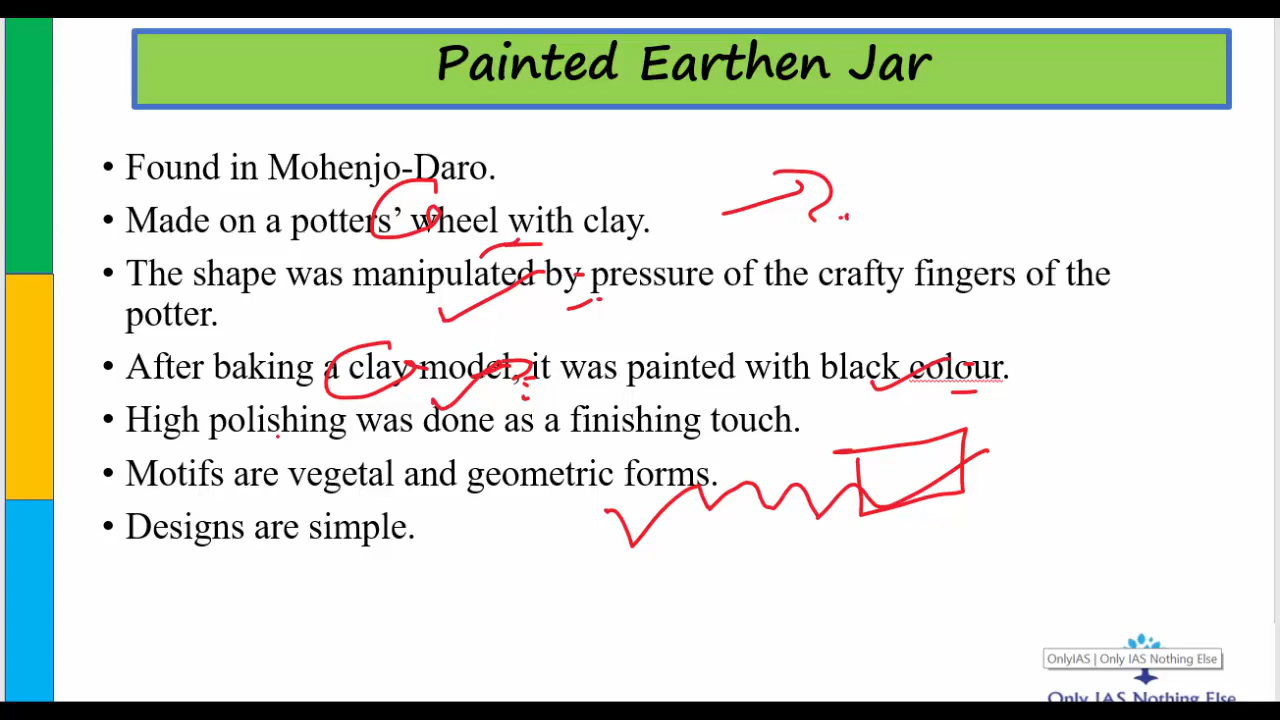 Painted Earthen Jar
• Found in Mohenjo-Daro.
• Made on a potters’ wheel with clay.
• The shape was manipulated by pressure of the crafty fingers of the
potter.
• After baking a clay model, it was painted with black colour.
• High polishing was done as a finishing touch.
• Motifs are vegetal and geometric forms.
• Designs are simple.
OnlyIAS | Only IAS Nothing Else
Only IAS Nothing Else